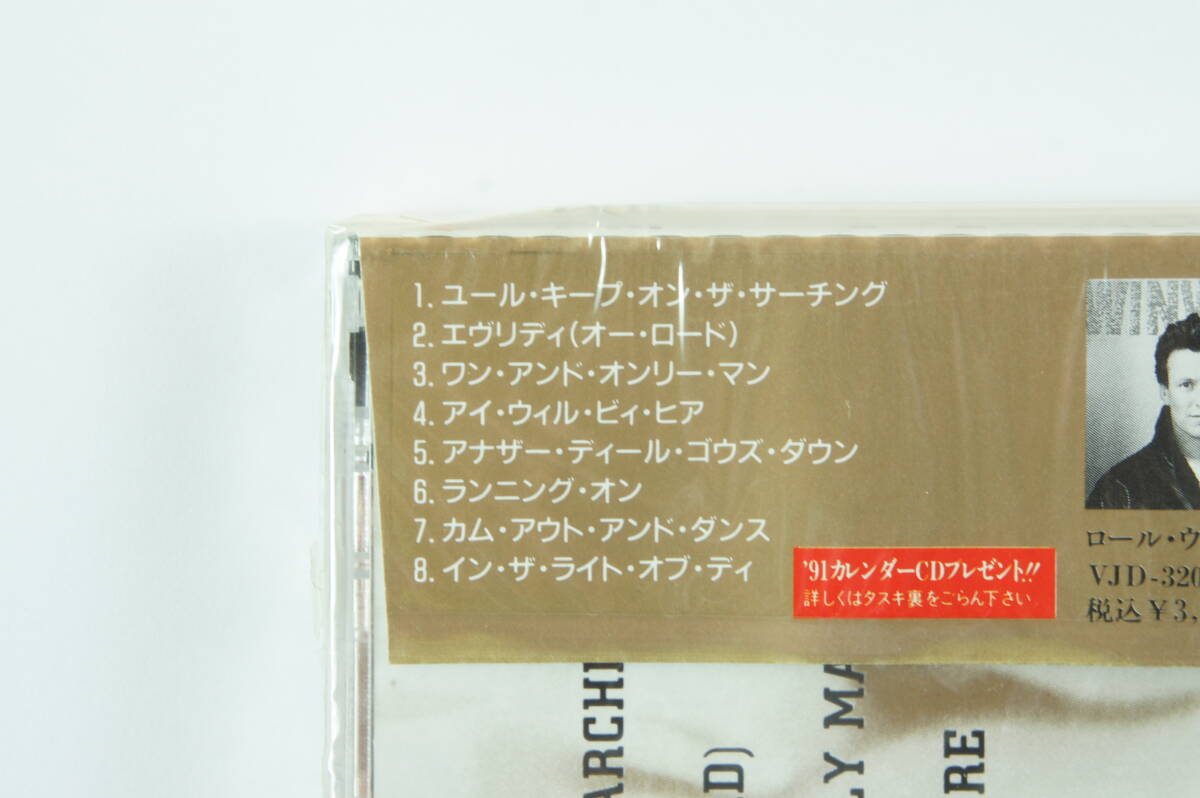 1. ユール・キープ・オン・ザ・サーチング
2. エヴリディ(オー・ロード)
3. ワン・アンド・オンリー・マン
4. アイ・ウィル・ビィ・ヒア
5. アナザー・ディール・ゴウズ・ダウン
6. ランニング・オン
7. カム・アウト・アンド・ダンス
8. イン・ザ・ライト・オブ・ディ
'91カレンダーCDプレゼント!!
詳しくはタスキ裏をごらん下さい
ロール・ウ
VJD-320
税込¥3,
ARCHI
D)
LY MA
RE